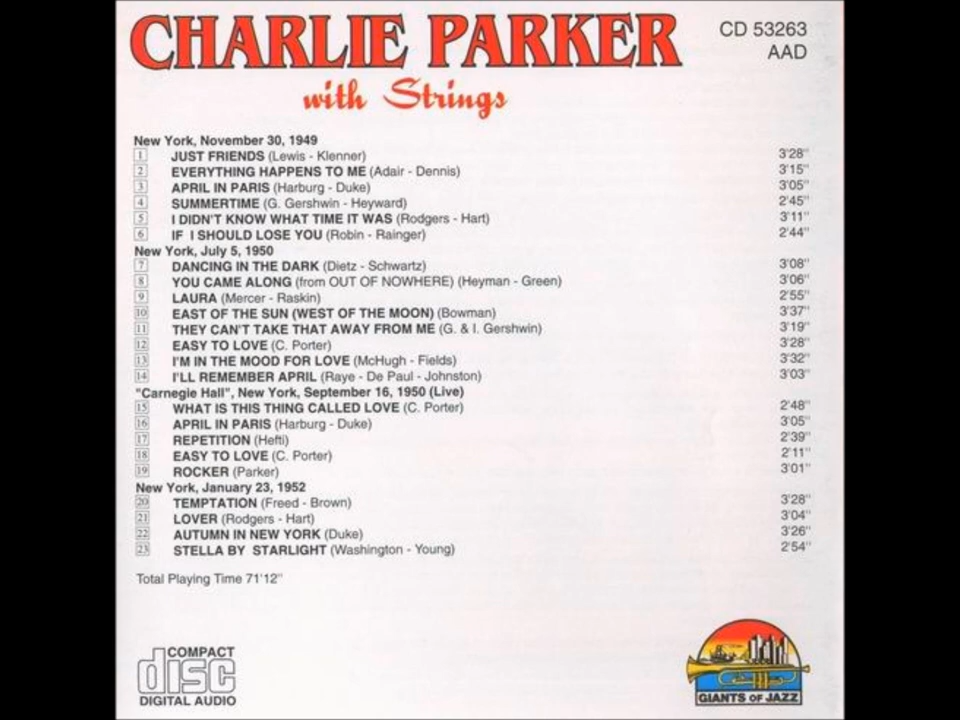 CHARLIE PARKER
CD 53263
AAD
with Strings
New York, November 30, 1949
1 JUST FRIENDS (Lewis - Klenner) 3'28"
2 EVERYTHING HAPPENS TO ME (Adair - Dennis) 3'15"
3 APRIL IN PARIS (Harburg - Duke) 3'05"
4 SUMMERTIME (G. Gershwin - Heyward) 2'45"
5 I DIDN'T KNOW WHAT TIME IT WAS (Rodgers - Hart) 3'11"
6 IF I SHOULD LOSE YOU (Robin - Rainger) 2'44"
New York, July 5, 1950
7 DANCING IN THE DARK (Dietz - Schwartz) 3'08"
8 YOU CAME ALONG (from OUT OF NOWHERE) (Heyman - Green) 3'06"
9 LAURA (Mercer - Raskin) 2'55"
10 EAST OF THE SUN (WEST OF THE MOON) (Bowman) 3'37"
11 THEY CAN'T TAKE THAT AWAY FROM ME (G. & I. Gershwin) 3'19"
12 EASY TO LOVE (C. Porter) 3'28"
13 I'M IN THE MOOD FOR LOVE (McHugh - Fields) 3'32"
14 I'LL REMEMBER APRIL (Raye - De Paul - Johnston) 3'03"
"Carnegie Hall", New York, September 16, 1950 (Live)
15 WHAT IS THIS THING CALLED LOVE (C. Porter) 2'48"
16 APRIL IN PARIS (Harburg - Duke) 3'05"
17 REPETITION (Hefti) 2'39"
18 EASY TO LOVE (C. Porter) 2'11"
19 ROCKER (Parker) 3'01"
New York, January 23, 1952
20 TEMPTATION (Freed - Brown) 3'28"
21 LOVER (Rodgers - Hart) 3'04"
22 AUTUMN IN NEW YORK (Duke) 3'26"
23 STELLA BY STARLIGHT (Washington - Young) 2'54"
Total Playing Time 71'12"
COMPACT
disc
DIGITAL AUDIO
GIANTS OF JAZZ